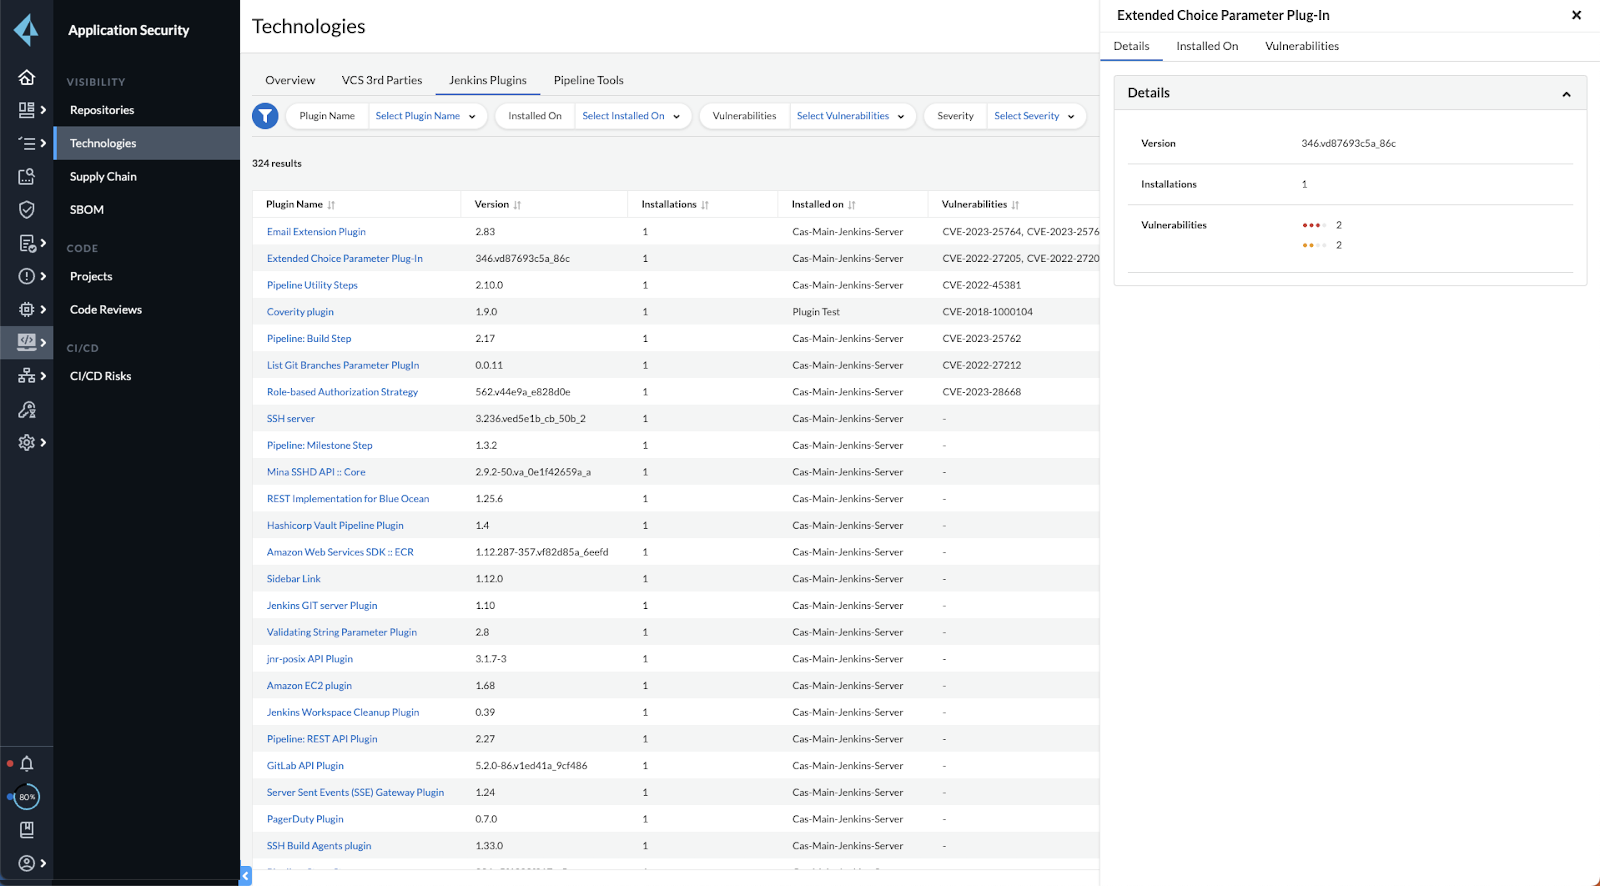 Application Security
VISIBILITY
Repositories
Technologies
Supply Chain
SBOM
CODE
Projects
Code Reviews
CI/CD
CI/CD Risks
80%
Technologies
Overview VCS 3rd Parties Jenkins Plugins Pipeline Tools
Plugin Name Select Plugin Name Installed On Select Installed On Vulnerabilities Select Vulnerabilities Severity Select Severity
324 results
Plugin Name Version Installations Installed on Vulnerabilities
Email Extension Plugin 2.83 1 Cas-Main-Jenkins-Server CVE-2023-25764, CVE-2023-2576
Extended Choice Parameter Plug-In 346.vd87693c5a_86c 1 Cas-Main-Jenkins-Server CVE-2022-27205, CVE-2022-2720
Pipeline Utility Steps 2.10.0 1 Cas-Main-Jenkins-Server CVE-2022-45381
Coverity plugin 1.9.0 1 Plugin Test CVE-2018-1000104
Pipeline: Build Step 2.17 1 Cas-Main-Jenkins-Server CVE-2023-25762
List Git Branches Parameter PlugIn 0.0.11 1 Cas-Main-Jenkins-Server CVE-2022-27212
Role-based Authorization Strategy 562.v44e9a_e828d0e 1 Cas-Main-Jenkins-Server CVE-2023-28668
SSH server 3.236.ved5e1b_cb_50b_2 1 Cas-Main-Jenkins-Server -
Pipeline: Milestone Step 1.3.2 1 Cas-Main-Jenkins-Server -
Mina SSHD API :: Core 2.9.2-50.va_0e1f42659a_a 1 Cas-Main-Jenkins-Server -
REST Implementation for Blue Ocean 1.25.6 1 Cas-Main-Jenkins-Server -
Hashicorp Vault Pipeline Plugin 1.4 1 Cas-Main-Jenkins-Server -
Amazon Web Services SDK :: ECR 1.12.287-357.vf82d85a_6eefd 1 Cas-Main-Jenkins-Server -
Sidebar Link 1.12.0 1 Cas-Main-Jenkins-Server -
Jenkins GIT server Plugin 1.10 1 Cas-Main-Jenkins-Server -
Validating String Parameter Plugin 2.8 1 Cas-Main-Jenkins-Server -
jnr-posix API Plugin 3.1.7-3 1 Cas-Main-Jenkins-Server -
Amazon EC2 plugin 1.68 1 Cas-Main-Jenkins-Server -
Jenkins Workspace Cleanup Plugin 0.39 1 Cas-Main-Jenkins-Server -
Pipeline: REST API Plugin 2.27 1 Cas-Main-Jenkins-Server -
GitLab API Plugin 5.2.0-86.v1ed41a_9cf486 1 Cas-Main-Jenkins-Server -
Server Sent Events (SSE) Gateway Plugin 1.24 1 Cas-Main-Jenkins-Server -
PagerDuty Plugin 0.7.0 1 Cas-Main-Jenkins-Server -
SSH Build Agents plugin 1.33.0 1 Cas-Main-Jenkins-Server -
Extended Choice Parameter Plug-In
Details Installed On Vulnerabilities
Details
Version 346.vd87693c5a_86c
Installations 1
Vulnerabilities 2
2